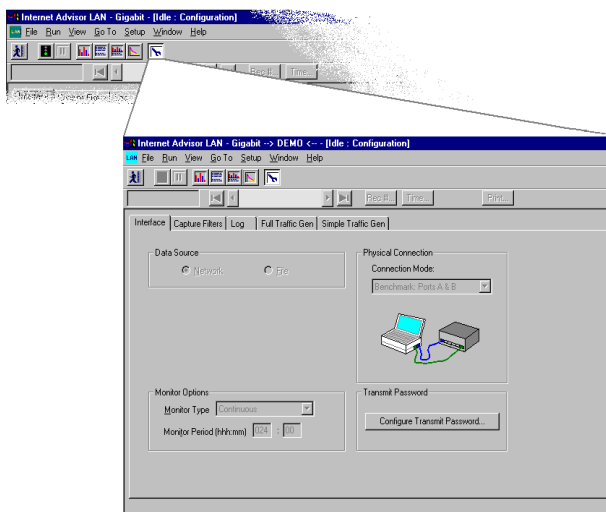 Internet Advisor LAN - Gigabit - [Idle : Configuration]
LAN File Run View Go To Setup Window Help
Rec #... Time...
Internet Advisor LAN - Gigabit --> DEMO <-- - [Idle : Configuration]
LAN File Run View Go To Setup Window Help
Rec #... Time... Print...
Interface Capture Filters Log Full Traffic Gen Simple Traffic Gen
Data Source
Network File
Physical Connection
Connection Mode:
Benchmark: Ports A & B
Monitor Options
Monitor Type Continuous
Monitor Period (hhh:mm) 024 : 00
Transmit Password
Configure Transmit Password...